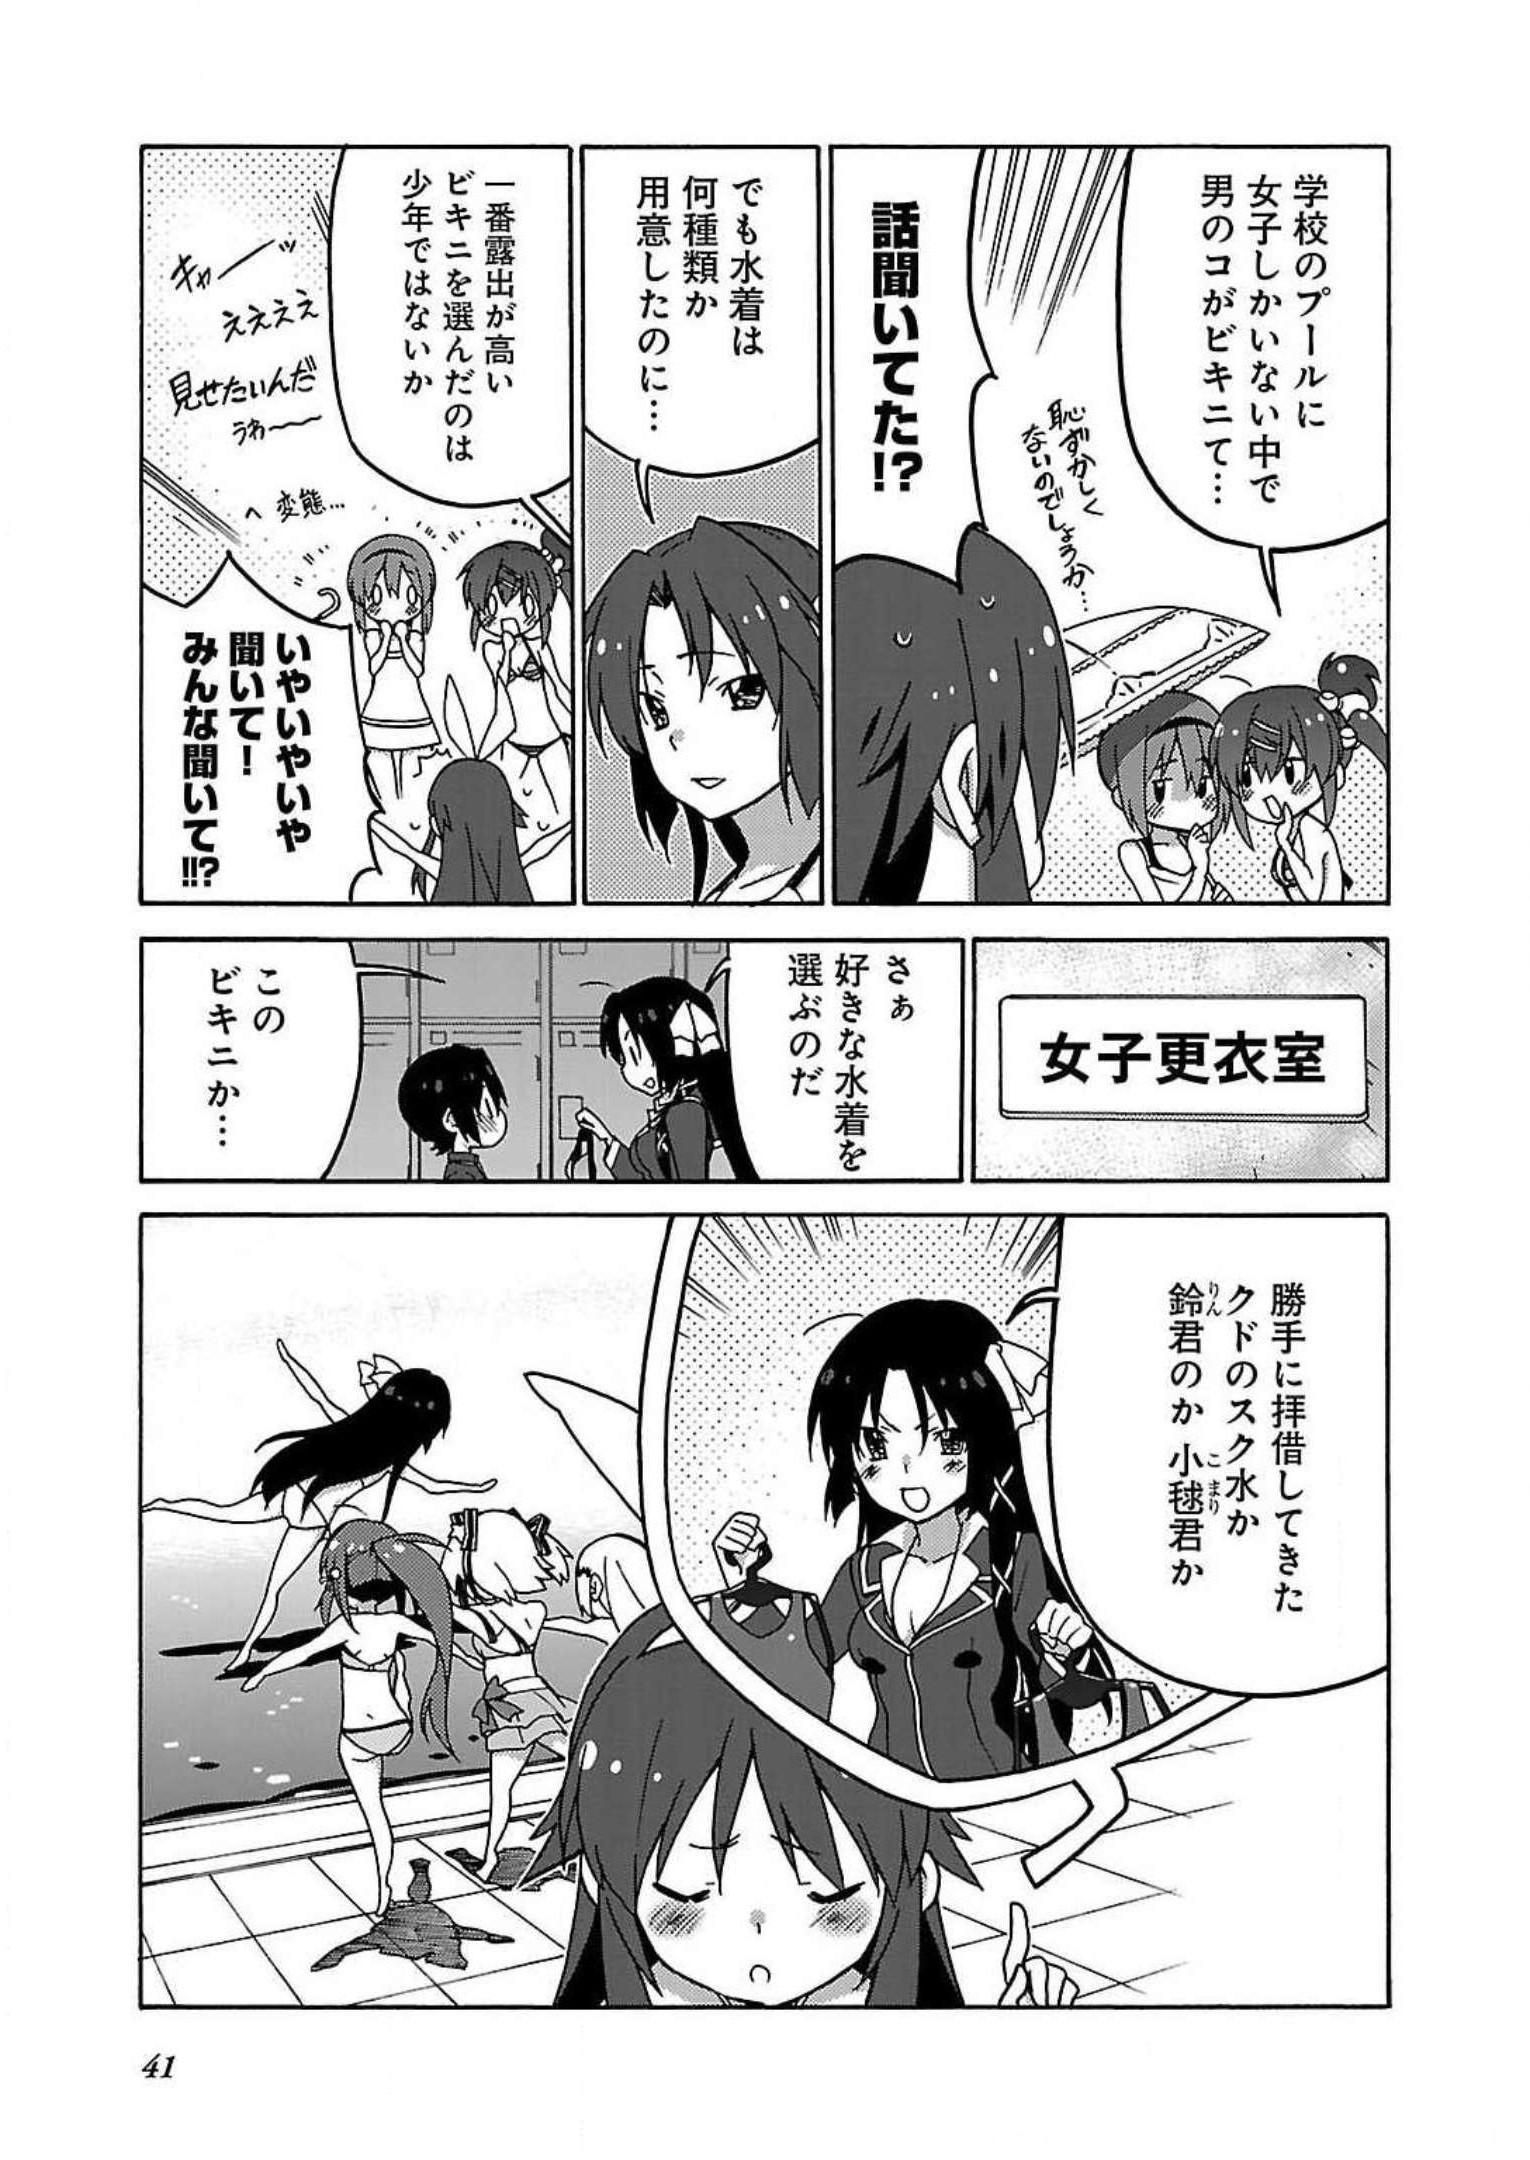 学校のプールに
女子しかいない中で
男のコがビキニて…
恥ずかしく
ないのでしょうか…
話聞いてた!?
でも水着は
何種類か
用意したのに…
一番露出が高い
ビキニを選んだのは
少年ではないか
キャーーッ
ええええ
見せたいんだ
うわ〜〜
へ 変態…
いやいやいや
聞いて！
みんな聞いて!!?
女子更衣室
さぁ
好きな水着を
選ぶのだ
この
ビキニか…
勝手に拝借してきた
クドのスク水か
鈴君のか 小毬君か
りん
こまり
41